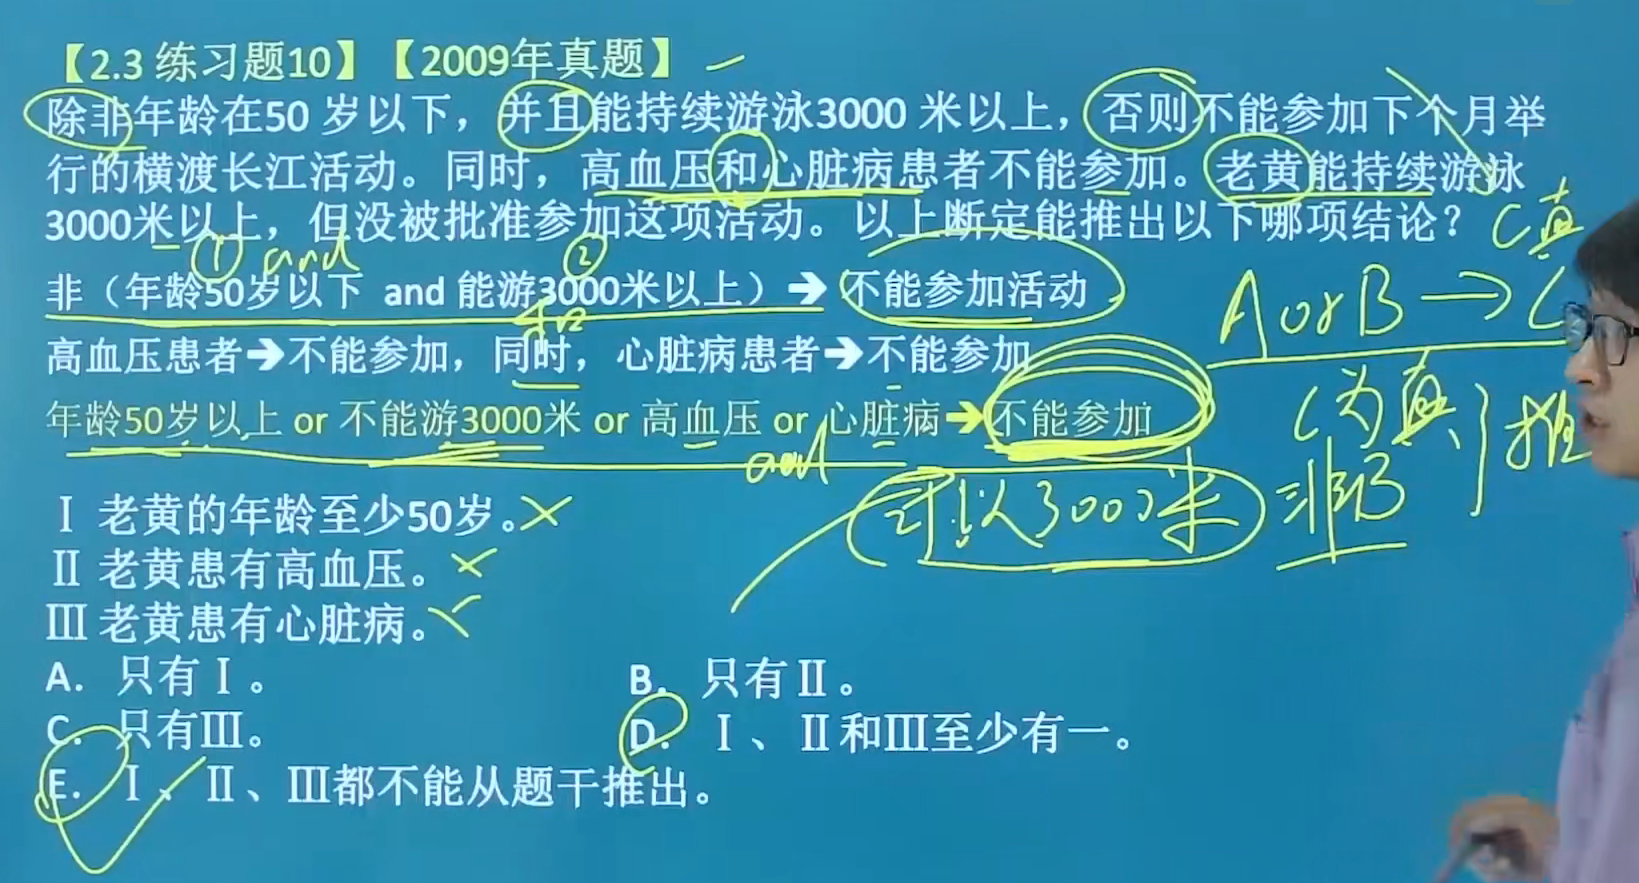 【2.3 练习题10】【2009年真题】
除非年龄在50 岁以下，并且能持续游泳3000 米以上，否则不能参加下个月举
行的横渡长江活动。同时，高血压和心脏病患者不能参加。老黄能持续游泳
3000米以上，但没被批准参加这项活动。以上断定能推出以下哪项结论？
C真
① and ②
非（年龄50岁以下 and 能游3000米以上）→ 不能参加活动
A or B → C
和
高血压患者→不能参加，同时，心脏病患者→不能参加
年龄50岁以上 or 不能游3000米 or 高血压 or 心脏病→不能参加
C为真
推
and
可以3000米
非B
Ⅰ 老黄的年龄至少50岁。×
Ⅱ 老黄患有高血压。×
Ⅲ 老黄患有心脏病。×
A. 只有Ⅰ。
B. 只有Ⅱ。
C. 只有Ⅲ。
D. Ⅰ、Ⅱ和Ⅲ至少有一。
E. Ⅰ、Ⅱ、Ⅲ都不能从题干推出。